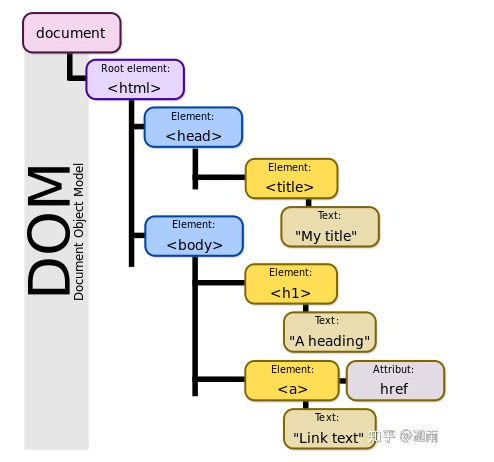 document
Root element:
<html>
Element:
<head>
Element:
<title>
Text:
"My title"
Element:
<body>
Element:
<h1>
Text:
"A heading"
Element:
<a>
Attribut:
href
Text:
"Link text"
DOM
Document Object Model
知乎